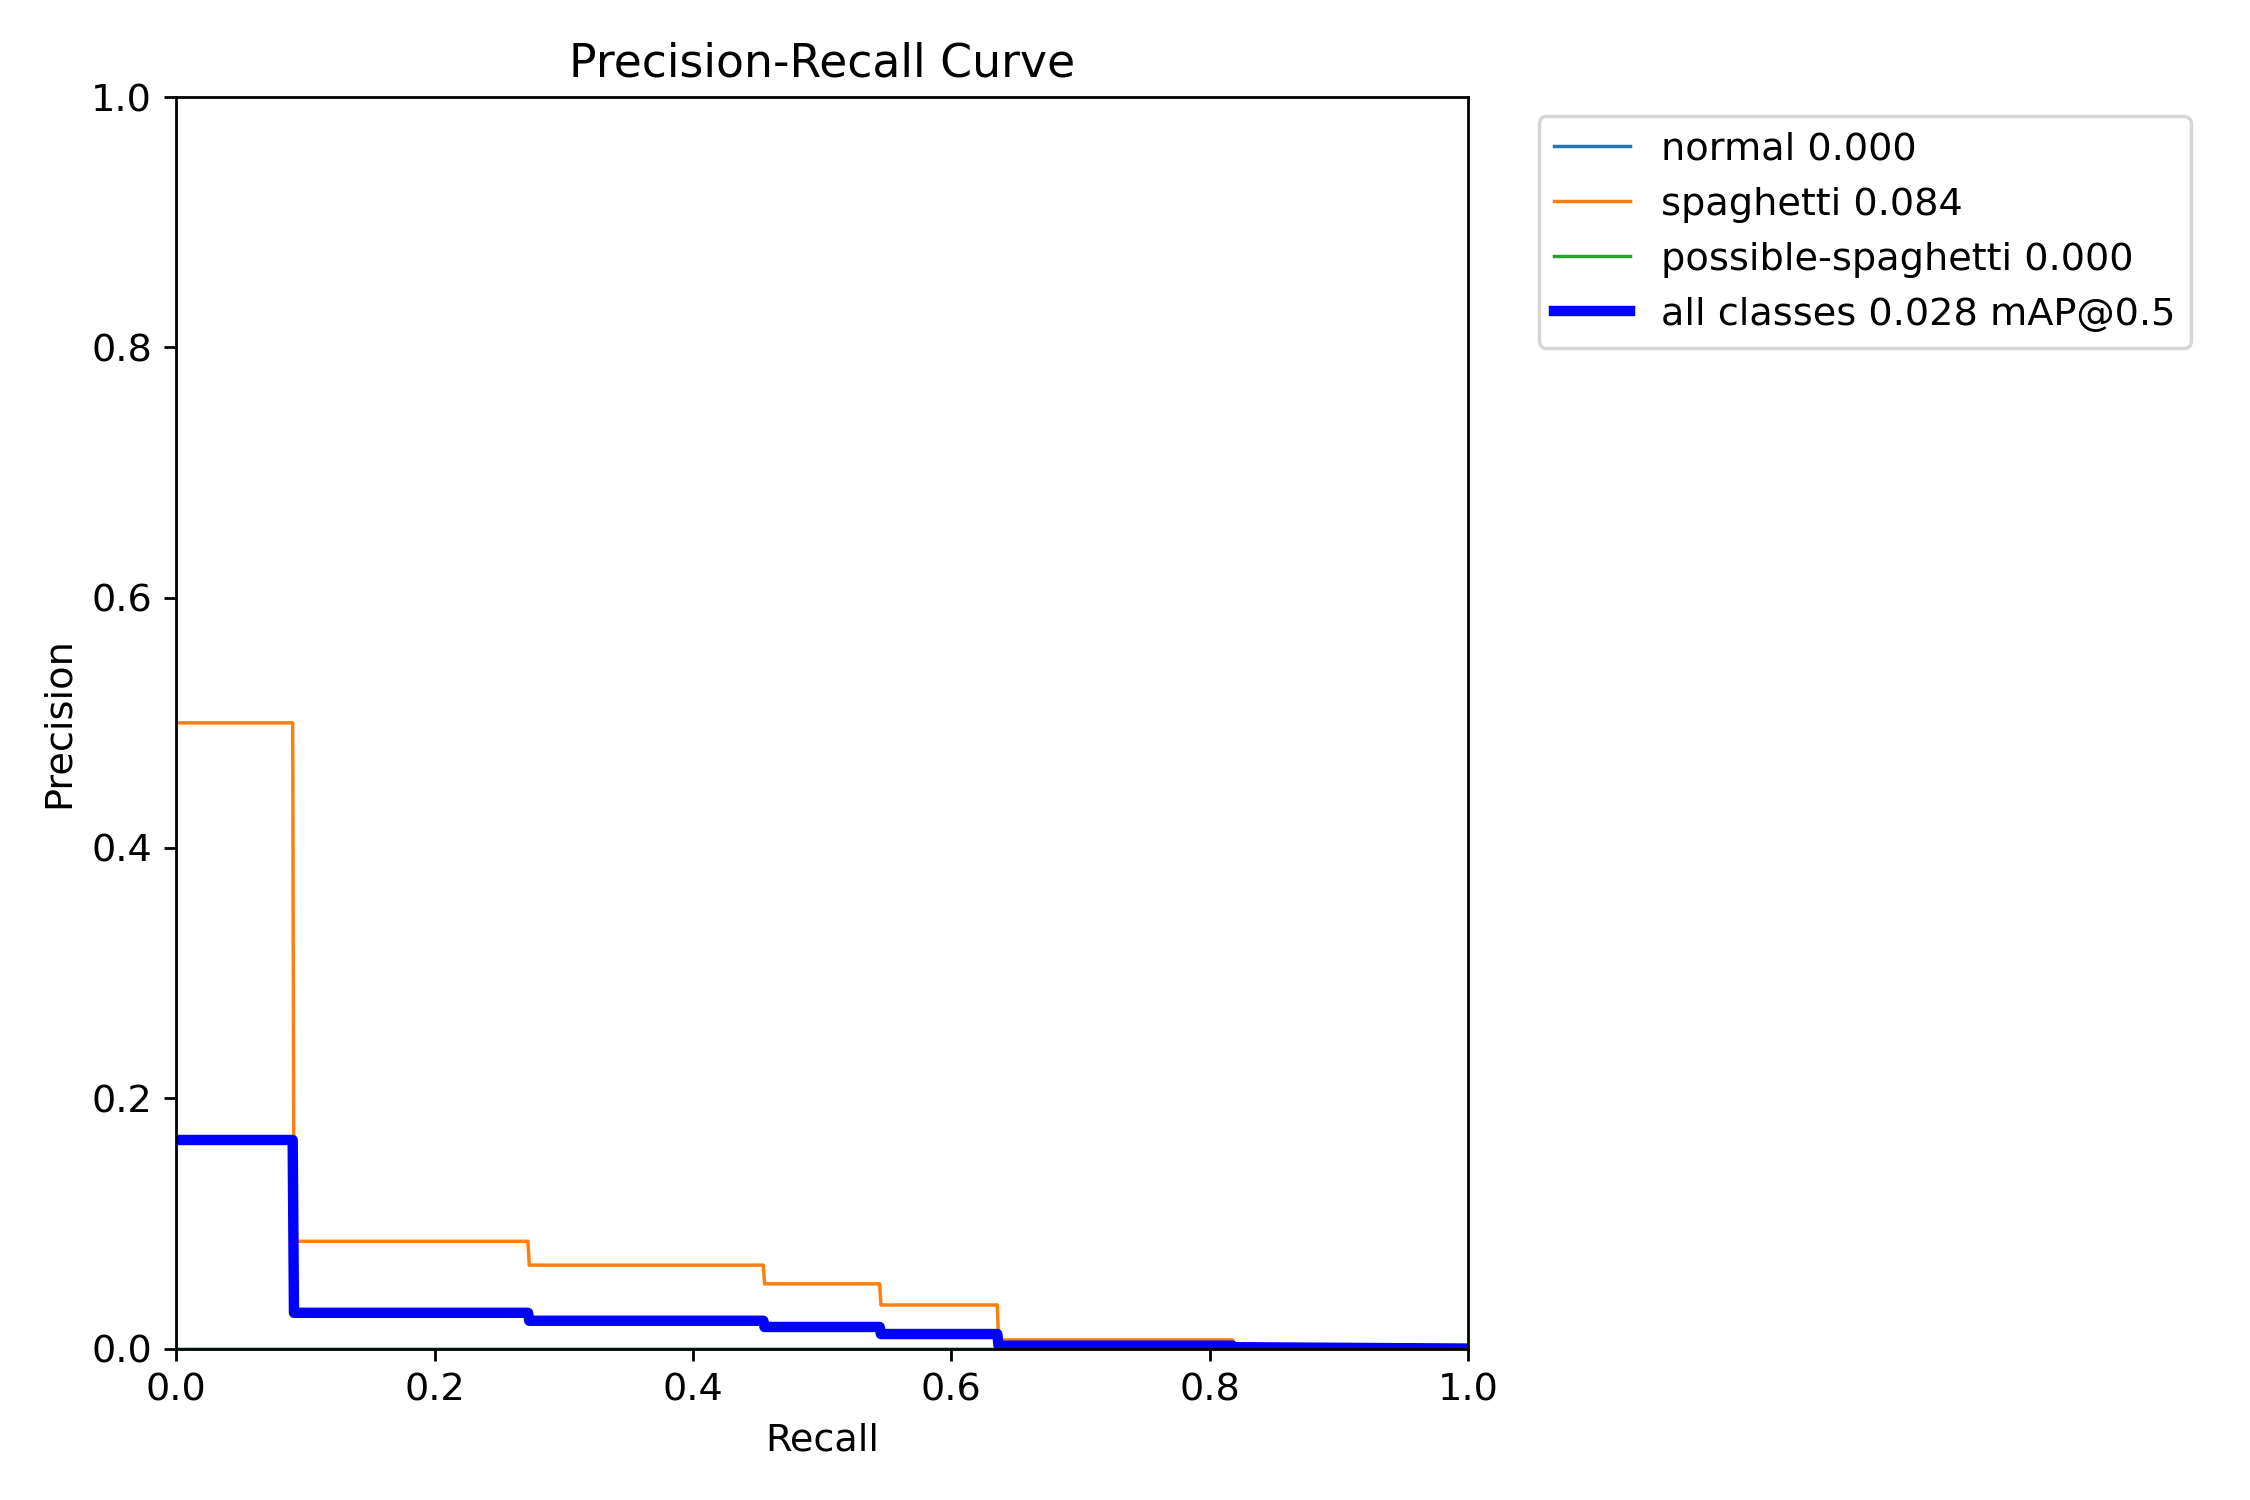 Precision-Recall Curve
1.0
0.8
0.6
0.4
0.2
0.0
Precision
0.0 0.2 0.4 0.6 0.8 1.0
Recall
normal 0.000
spaghetti 0.084
possible-spaghetti 0.000
all classes 0.028 mAP@0.5